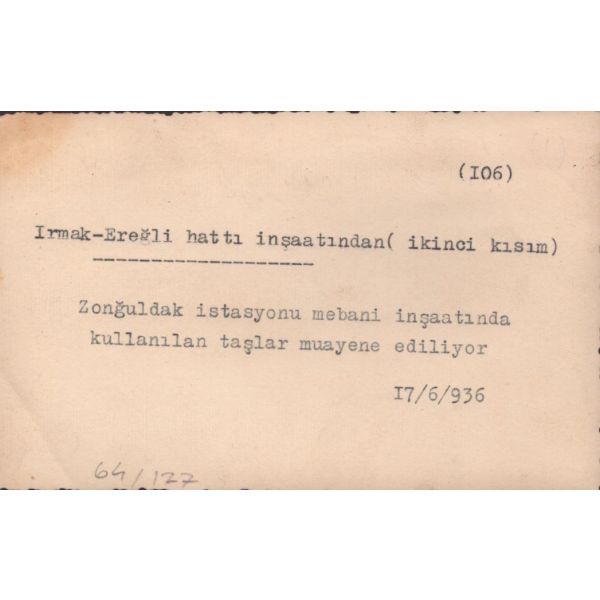 (I06)
Irmak-Ereğli hattı inşaatından( ikinci kısım)
-------------------
Zonğuldak istasyonu mebani inşaatında
kullanılan taşlar muayene ediliyor
I7/6/936
64/127